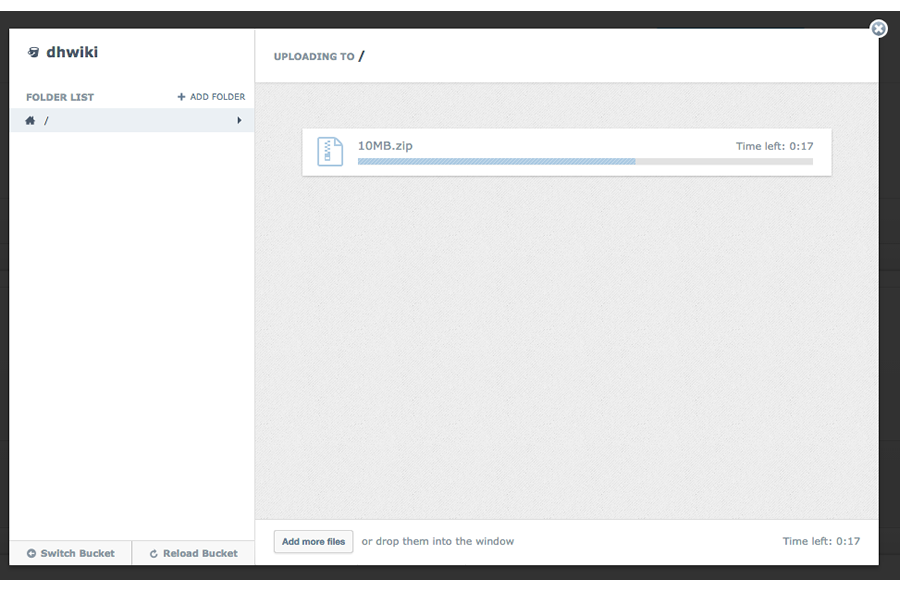 dhwiki
FOLDER LIST
+ ADD FOLDER
/
UPLOADING TO /
10MB.zip
Time left: 0:17
Switch Bucket
Reload Bucket
Add more files
or drop them into the window
Time left: 0:17